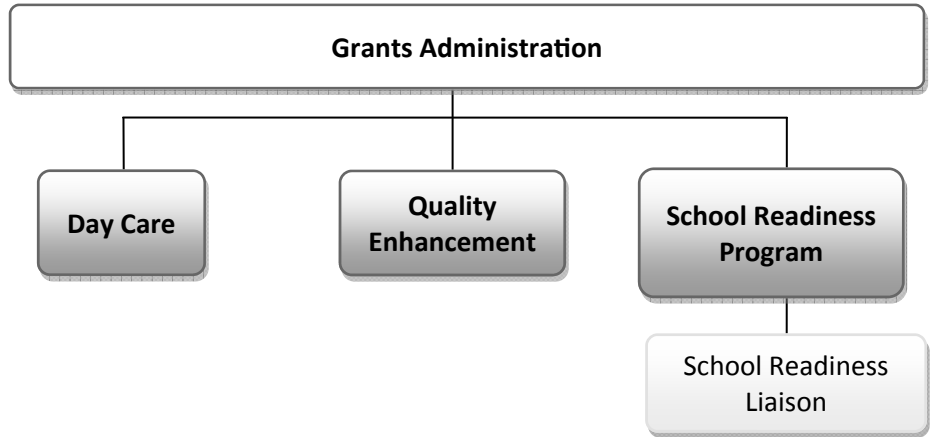 Grants Administration
Day Care
Quality
Enhancement
School Readiness
Program
School Readiness
Liaison